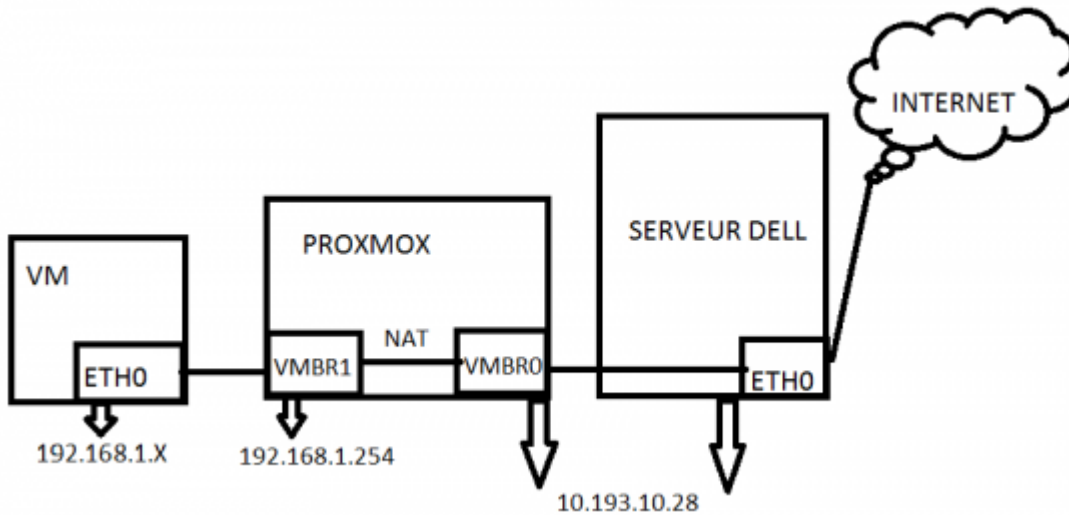 INTERNET
SERVEUR DELL
PROXMOX
VM
NAT
VMBR1
VMBR0
ETH0
ETH0
192.168.1.X
192.168.1.254
10.193.10.28